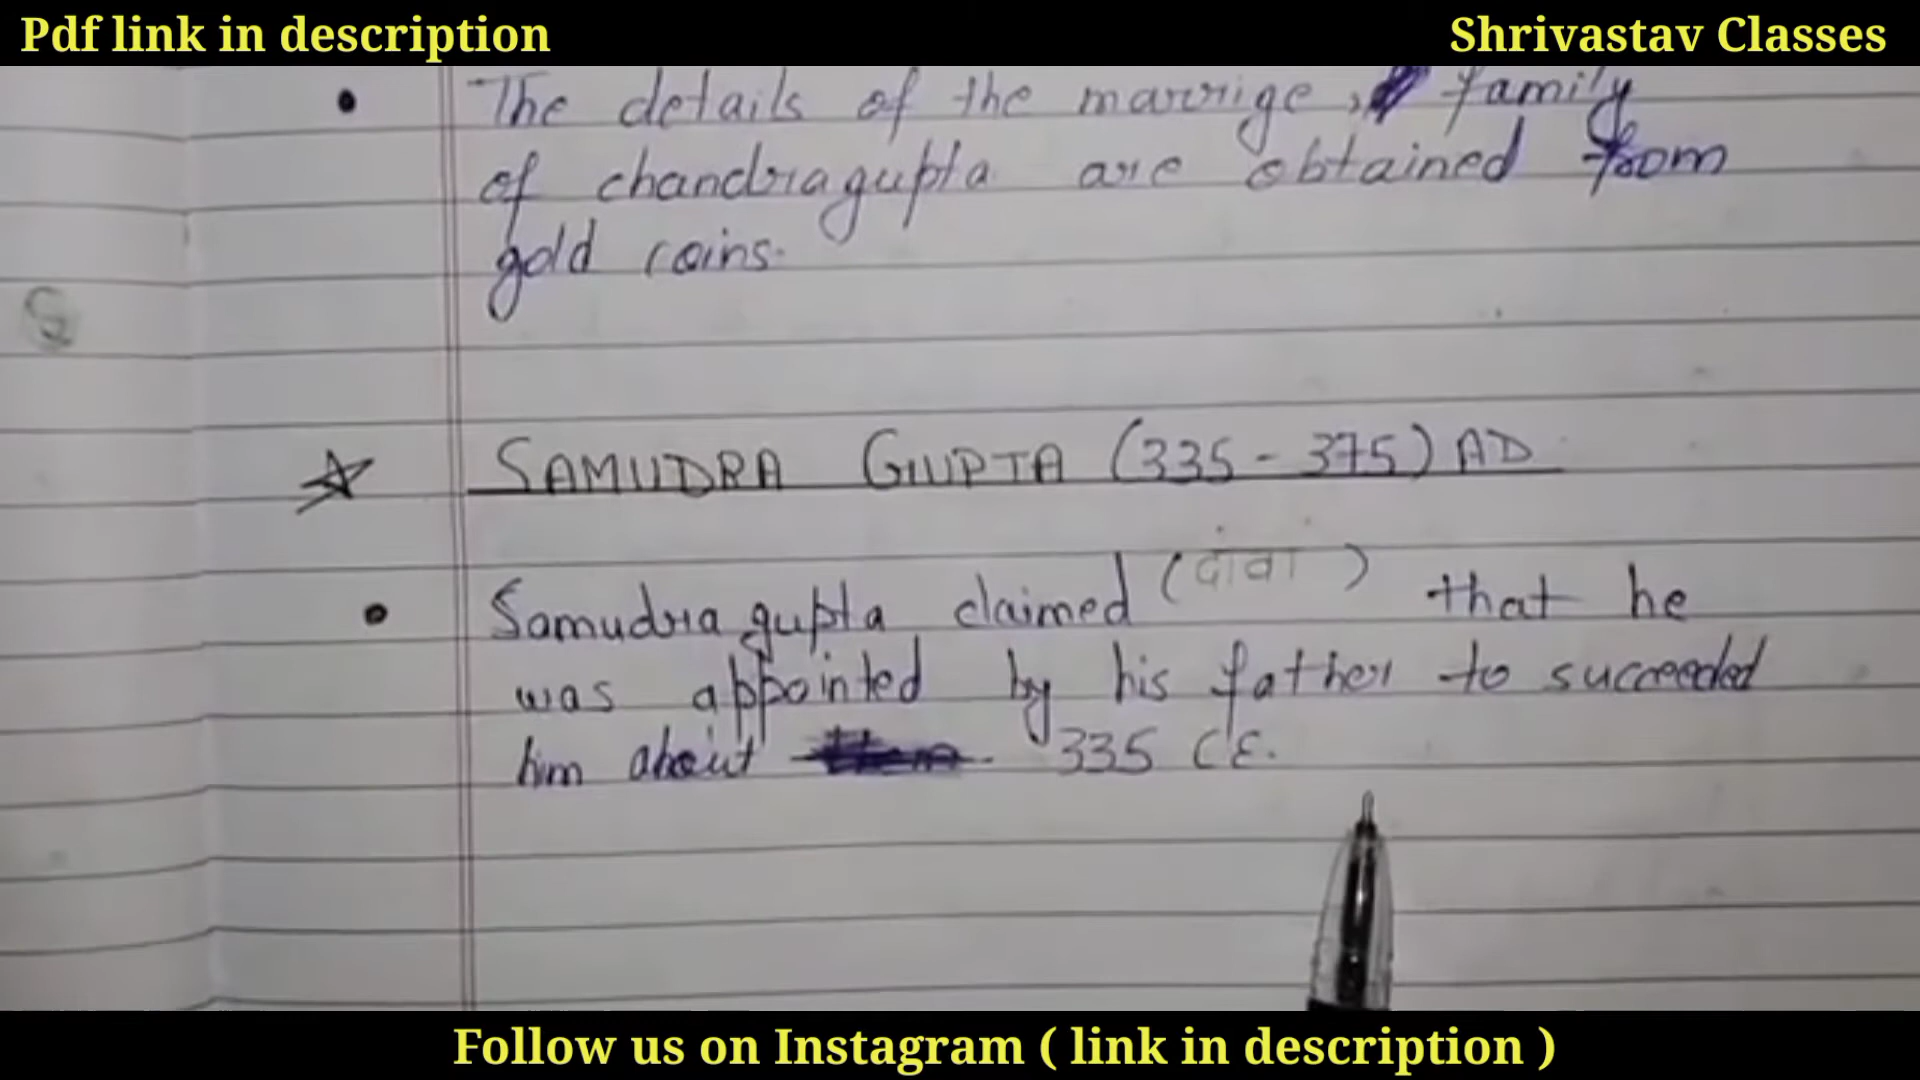 Pdf link in description
Shrivastav Classes
• The details of the marrige, family
of chandragupta are obtained from
gold coins.
☆ SAMUDRA GUPTA (335 - 375) AD
• Samudragupta claimed (दावा) that he
was appointed by his father to succeeded
him about 335 CE.
Follow us on Instagram ( link in description )